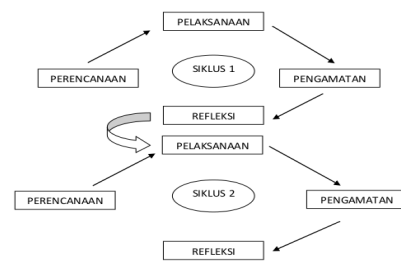 PELAKSANAAN
SIKLUS 1
PERENCANAAN
PENGAMATAN
REFLEKSI
PELAKSANAAN
SIKLUS 2
PERENCANAAN
PENGAMATAN
REFLEKSI